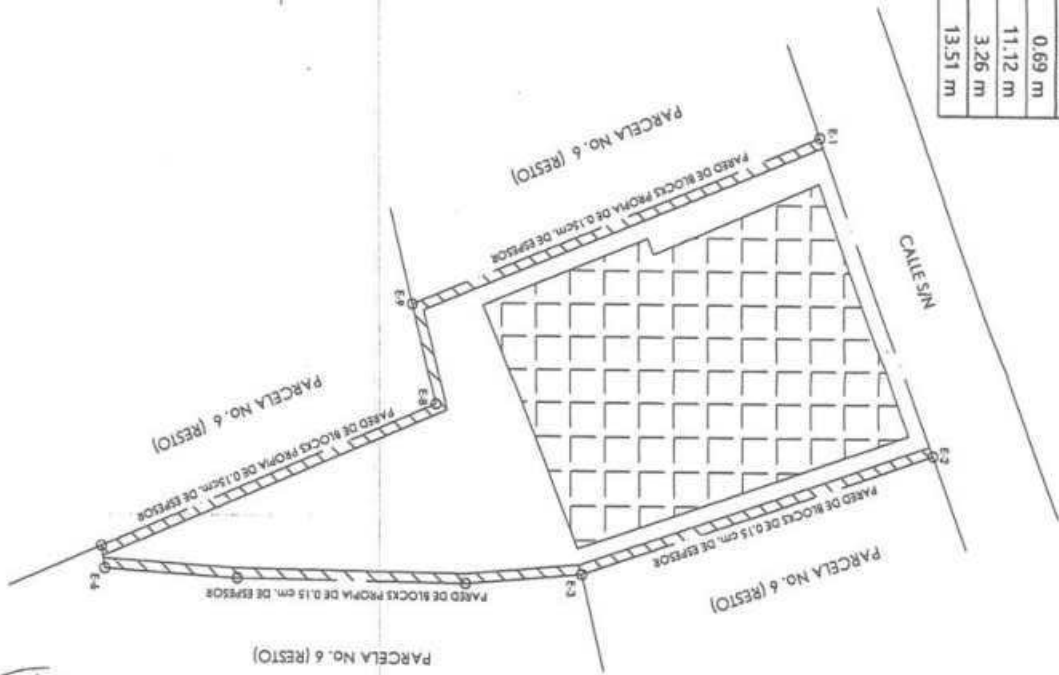 0.69 m
11.12 m
3.26 m
13.51 m
CALLE S/N
E-1
PARCELA No. 6 (RESTO)
PARED DE BLOCKS PROPIA DE 0.15cm. DE ESPESOR
E-9
E-8
PARCELA No. 6 (RESTO)
PARED DE BLOCKS PROPIA DE 0.15cm. DE ESPESOR
E-2
PARED DE BLOCKS DE 0.15 cm. DE ESPESOR
PARCELA No. 6 (RESTO)
E-3
E-4
PARED DE BLOCKS PROPIA DE 0.15 cm. DE ESPESOR
PARCELA No. 6 (RESTO)